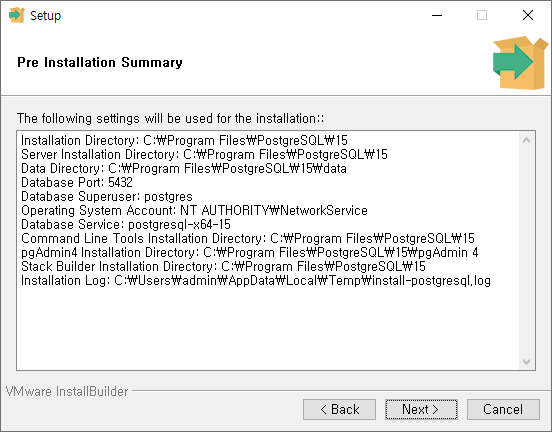 Setup
Pre Installation Summary
The following settings will be used for the installation::
Installation Directory: C:₩Program Files₩PostgreSQL₩15
Server Installation Directory: C:₩Program Files₩PostgreSQL₩15
Data Directory: C:₩Program Files₩PostgreSQL₩15₩data
Database Port: 5432
Database Superuser: postgres
Operating System Account: NT AUTHORITY₩NetworkService
Database Service: postgresql-x64-15
Command Line Tools Installation Directory: C:₩Program Files₩PostgreSQL₩15
pgAdmin4 Installation Directory: C:₩Program Files₩PostgreSQL₩15₩pgAdmin 4
Stack Builder Installation Directory: C:₩Program Files₩PostgreSQL₩15
Installation Log: C:₩Users₩admin₩AppData₩Local₩Temp₩install-postgresql.log
VMware InstallBuilder
< Back
Next >
Cancel